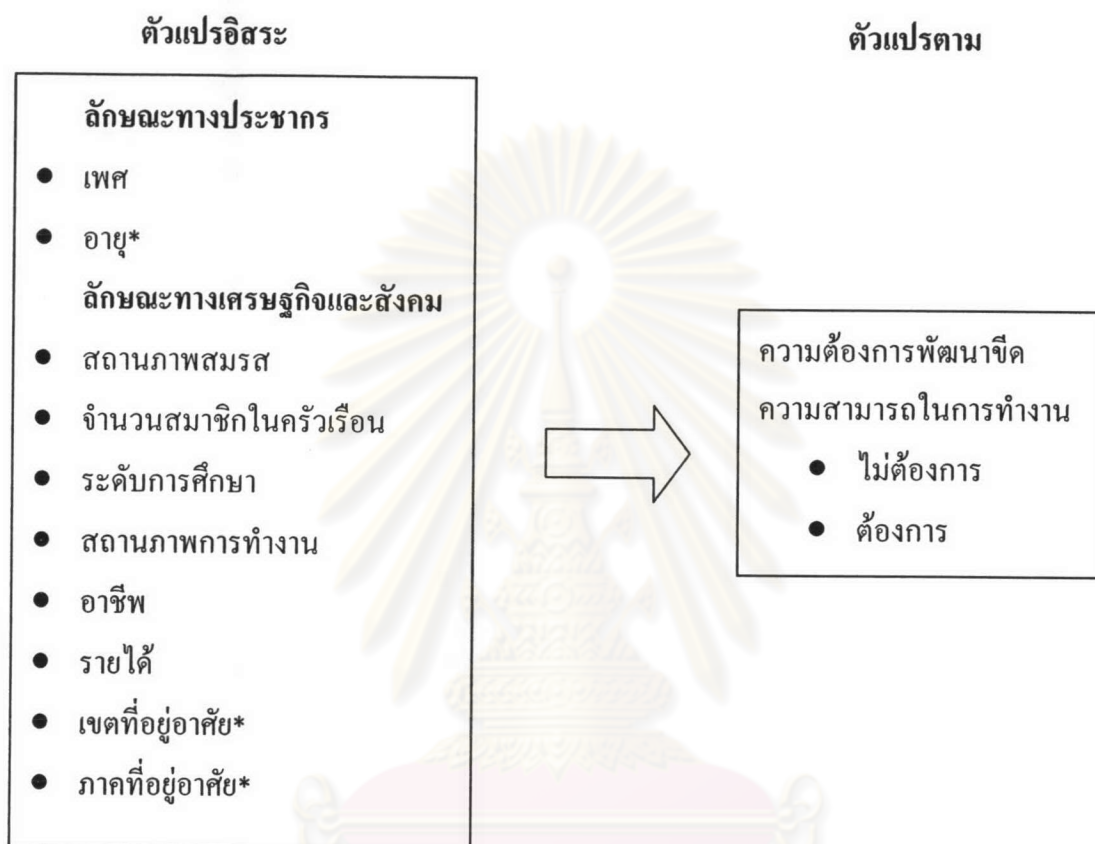 ตัวแปรอิสระ
ตัวแปรตาม
ลักษณะทางประชากร
● เพศ
● อายุ*
ลักษณะทางเศรษฐกิจและสังคม
● สถานภาพสมรส
● จำนวนสมาชิกในครัวเรือน
● ระดับการศึกษา
● สถานภาพการทำงาน
● อาชีพ
● รายได้
● เขตที่อยู่อาศัย*
● ภาคที่อยู่อาศัย*
ความต้องการพัฒนาขีด
ความสามารถในการทำงาน
● ไม่ต้องการ
● ต้องการ